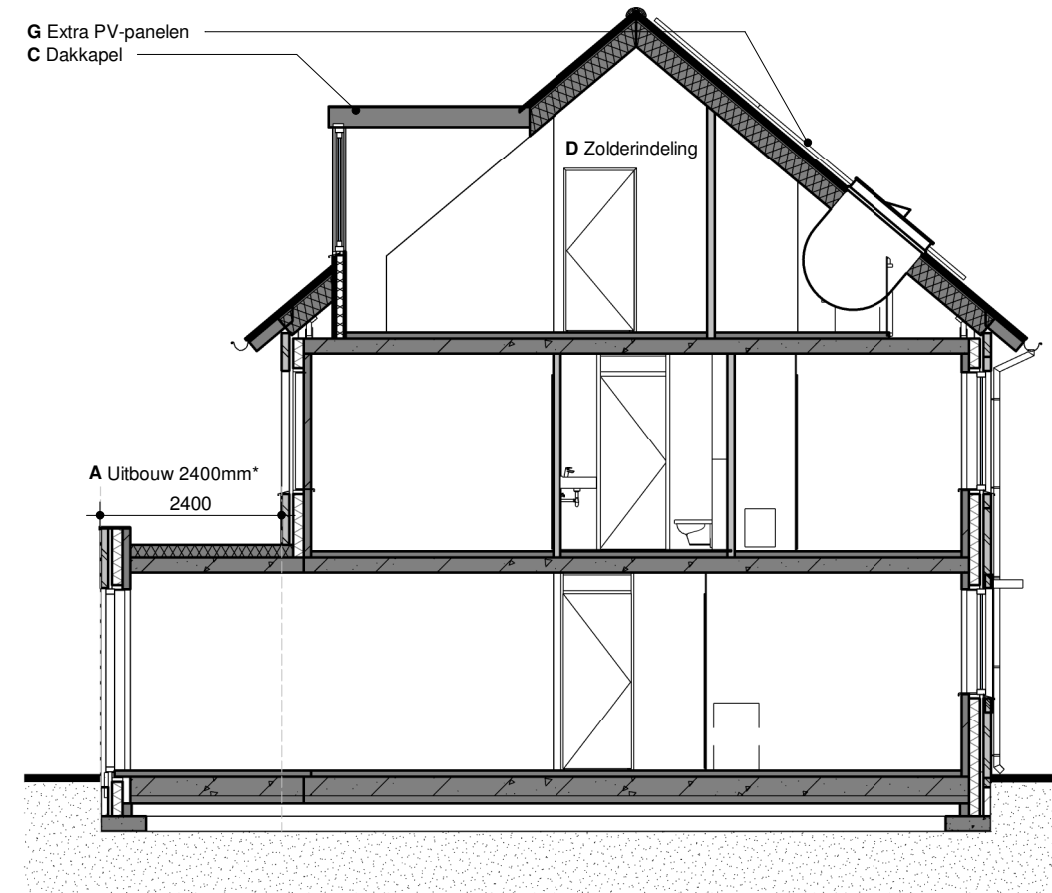 G Extra PV-panelen
C Dakkapel
D Zolderindeling
A Uitbouw 2400mm*
2400